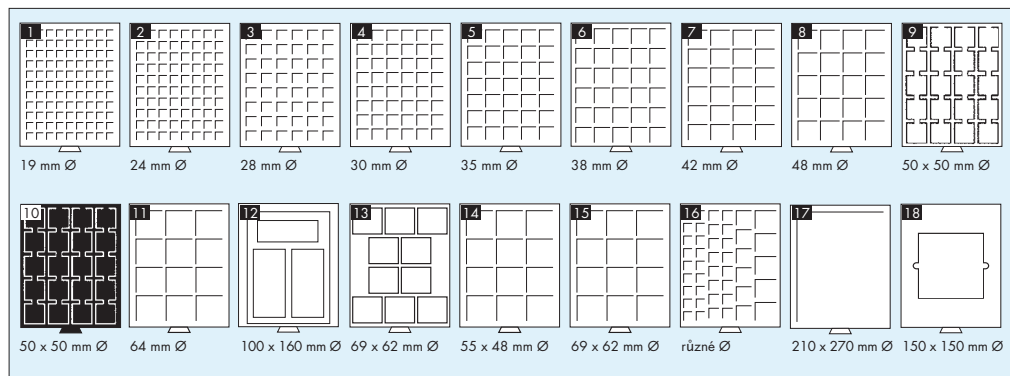 1 2 3 4 5 6 7 8 9
19 mm Ø 24 mm Ø 28 mm Ø 30 mm Ø 35 mm Ø 38 mm Ø 42 mm Ø 48 mm Ø 50 x 50 mm Ø
10 11 12 13 14 15 16 17 18
50 x 50 mm Ø 64 mm Ø 100 x 160 mm Ø 69 x 62 mm Ø 55 x 48 mm Ø 69 x 62 mm Ø různé Ø 210 x 270 mm Ø 150 x 150 mm Ø